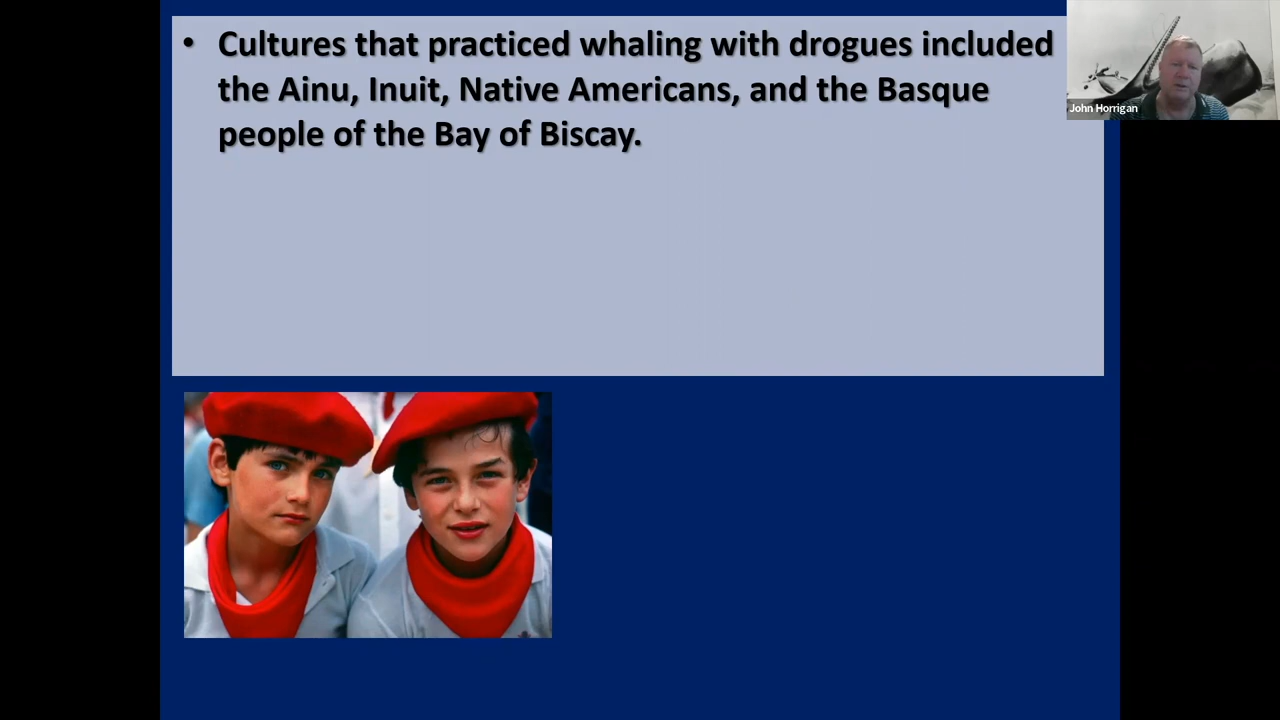 • Cultures that practiced whaling with drogues included
the Ainu, Inuit, Native Americans, and the Basque
people of the Bay of Biscay.
John Horrigan